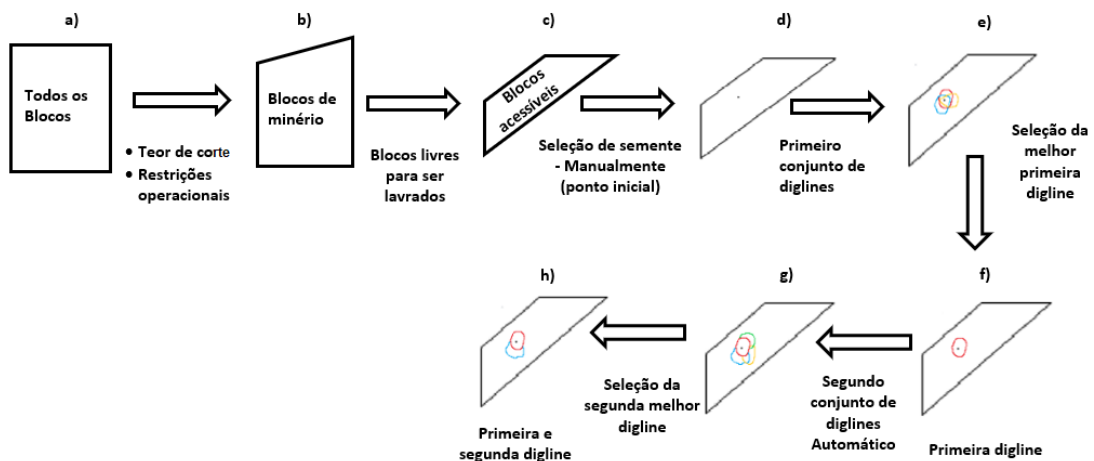 a)
Todos os
Blocos
• Teor de corte
• Restrições
operacionais
b)
Blocos de
minério
Blocos livres
para ser
lavrados
c)
Blocos
acessíveis
Seleção de semente
- Manualmente
(ponto inicial)
d)
Primeiro
conjunto de
diglines
e)
Seleção da
melhor
primeira
digline
f)
Primeira digline
Segundo
conjunto de
diglines
Automático
g)
Seleção da
segunda melhor
digline
h)
Primeira e
segunda digline